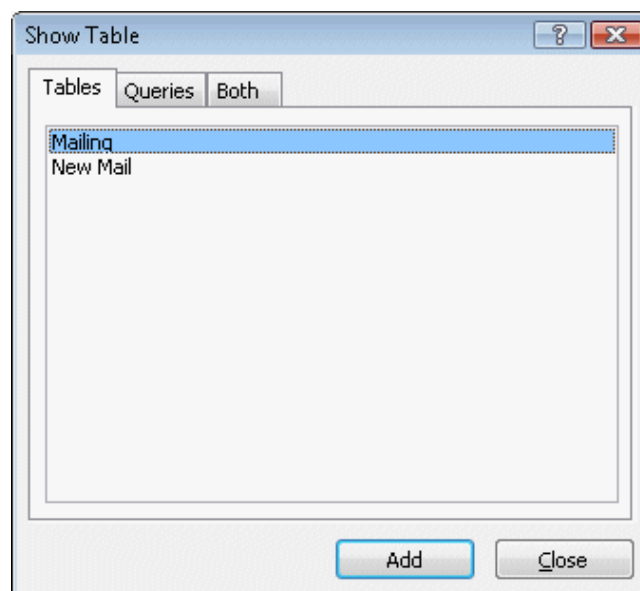 Show Table
Tables Queries Both
Mailing
New Mail
Add Close